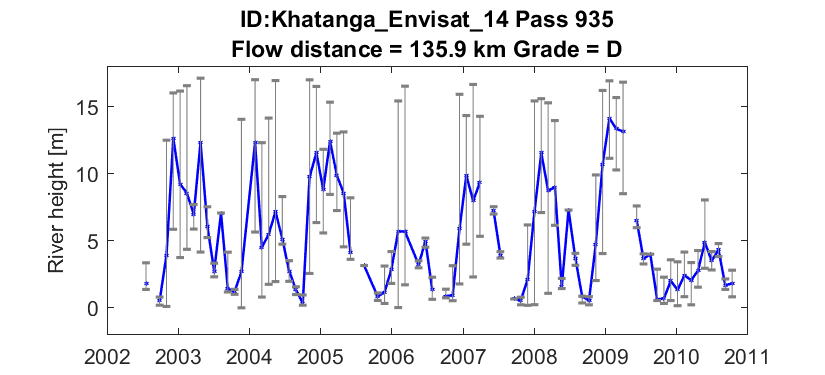 ID:Khatanga_Envisat_14 Pass 935
Flow distance = 135.9 km Grade = D
River height [m]
15
10
5
0
2002 2003 2004 2005 2006 2007 2008 2009 2010 2011